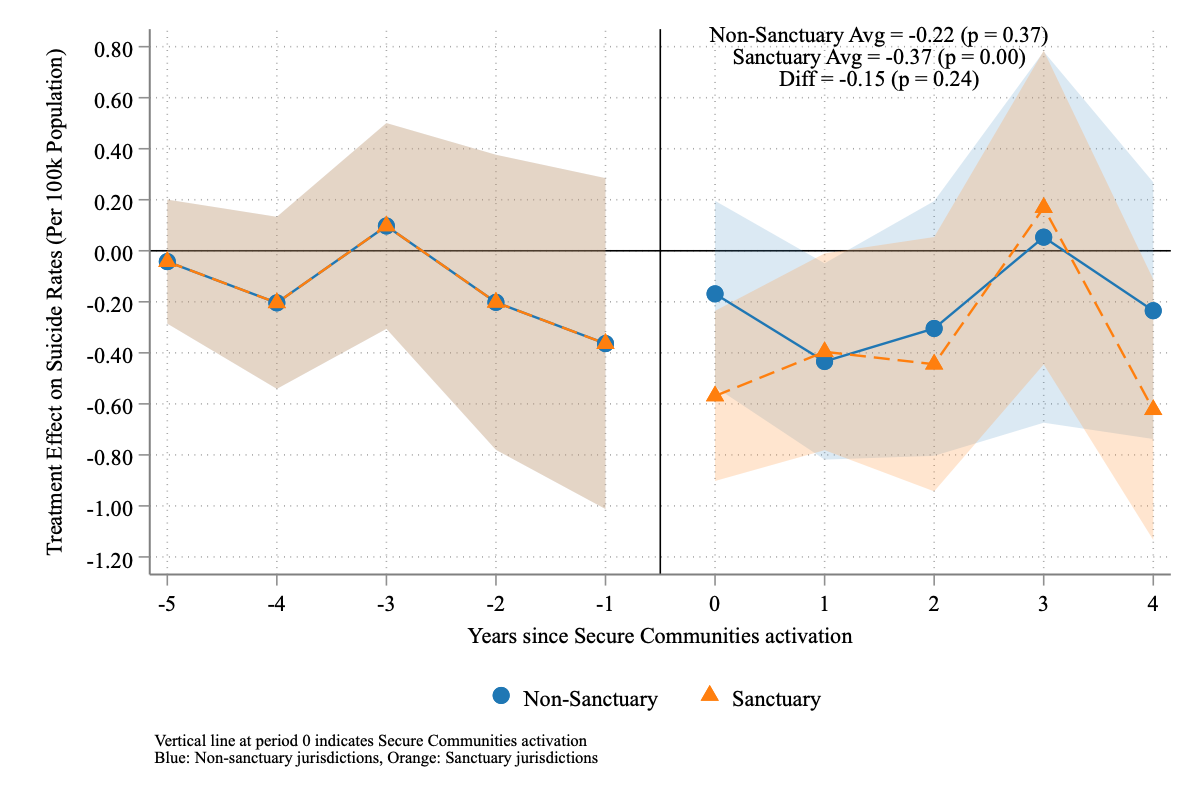 Non-Sanctuary Avg = -0.22 (p = 0.37)
Sanctuary Avg = -0.37 (p = 0.00)
Diff = -0.15 (p = 0.24)
Treatment Effect on Suicide Rates (Per 100k Population)
0.80
0.60
0.40
0.20
0.00
-0.20
-0.40
-0.60
-0.80
-1.00
-1.20
-5 -4 -3 -2 -1 0 1 2 3 4
Years since Secure Communities activation
Non-Sanctuary Sanctuary
Vertical line at period 0 indicates Secure Communities activation
Blue: Non-sanctuary jurisdictions, Orange: Sanctuary jurisdictions